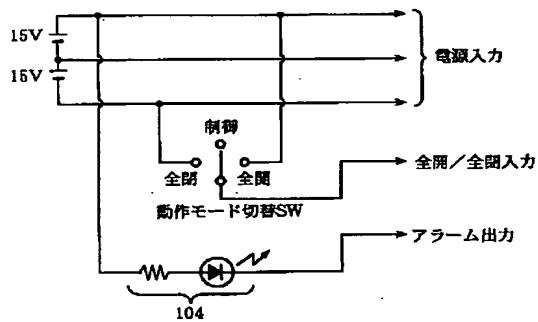 15V
15V
電源入力
制御
全閉
全開
動作モード切替SW
全開／全閉入力
アラーム出力
104